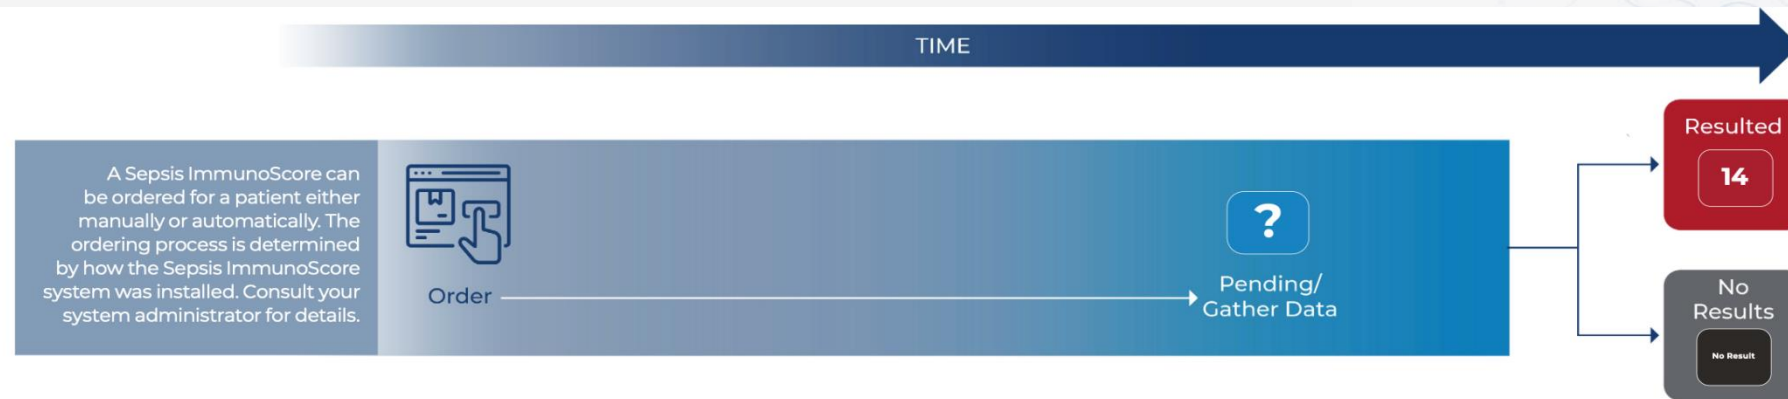 TIME
A Sepsis ImmunoScore can
be ordered for a patient either
manually or automatically. The
ordering process is determined
by how the Sepsis ImmunoScore
system was installed. Consult your
system administrator for details.
Order
?
Pending/
Gather Data
Resulted
14
No
Results
No Result